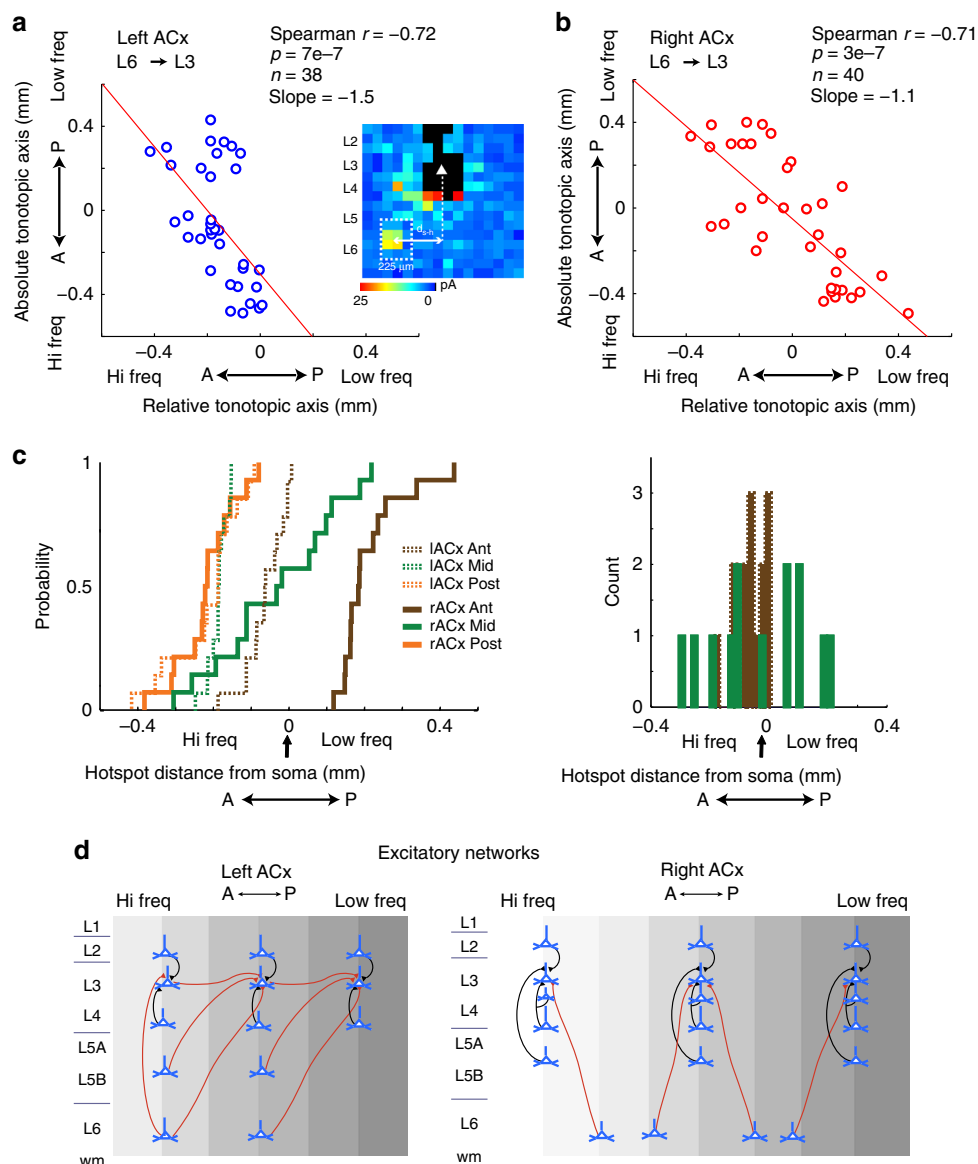 a
Left ACx
L6 → L3
Spearman r = −0.72
p = 7e–7
n = 38
Slope = −1.5
Absolute tonotopic axis (mm)
Low freq
P
A
Hi freq
0.4
0
−0.4
−0.4
0
0.4
Hi freq
A
P
Low freq
Relative tonotopic axis (mm)
L2
L3
L4
L5
L6
d s-h
225 µm
pA
25
0
b
Right ACx
L6 → L3
Spearman r = −0.71
p = 3e–7
n = 40
Slope = −1.1
Absolute tonotopic axis (mm)
Low freq
P
A
Hi freq
0.4
0
−0.4
−0.4
0
0.4
Hi freq
A
P
Low freq
Relative tonotopic axis (mm)
c
Probability
1
0.5
0
lACx Ant
lACx Mid
lACx Post
rACx Ant
rACx Mid
rACx Post
−0.4
0
0.4
Hi freq
Low freq
Hotspot distance from soma (mm)
A
P
Count
3
2
1
0
−0.4
0
0.4
Hi freq
Low freq
Hotspot distance from soma (mm)
A
P
d
Excitatory networks
Left ACx
A
P
Hi freq
Low freq
L1
L2
L3
L4
L5A
L5B
L6
wm
Right ACx
A
P
Hi freq
Low freq
L1
L2
L3
L4
L5A
L5B
L6
wm